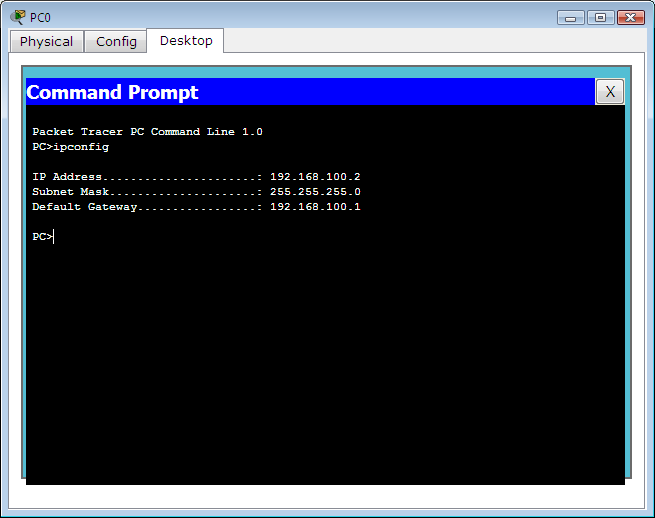 PC0
Physical Config Desktop
Command Prompt X
Packet Tracer PC Command Line 1.0
PC>ipconfig
IP Address......................: 192.168.100.2
Subnet Mask.....................: 255.255.255.0
Default Gateway.................: 192.168.100.1
PC>